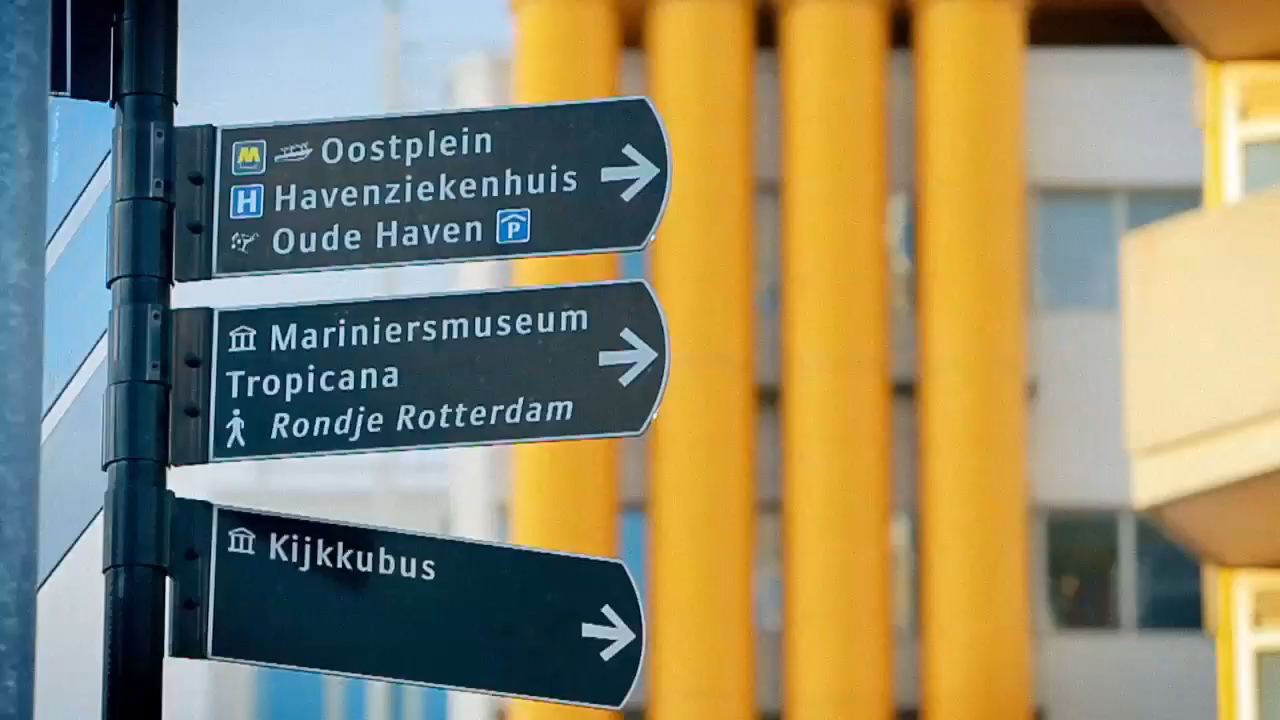 M Oostplein
H Havenziekenhuis
Oude Haven P
Mariniersmuseum
Tropicana
Rondje Rotterdam
Kijkkubus